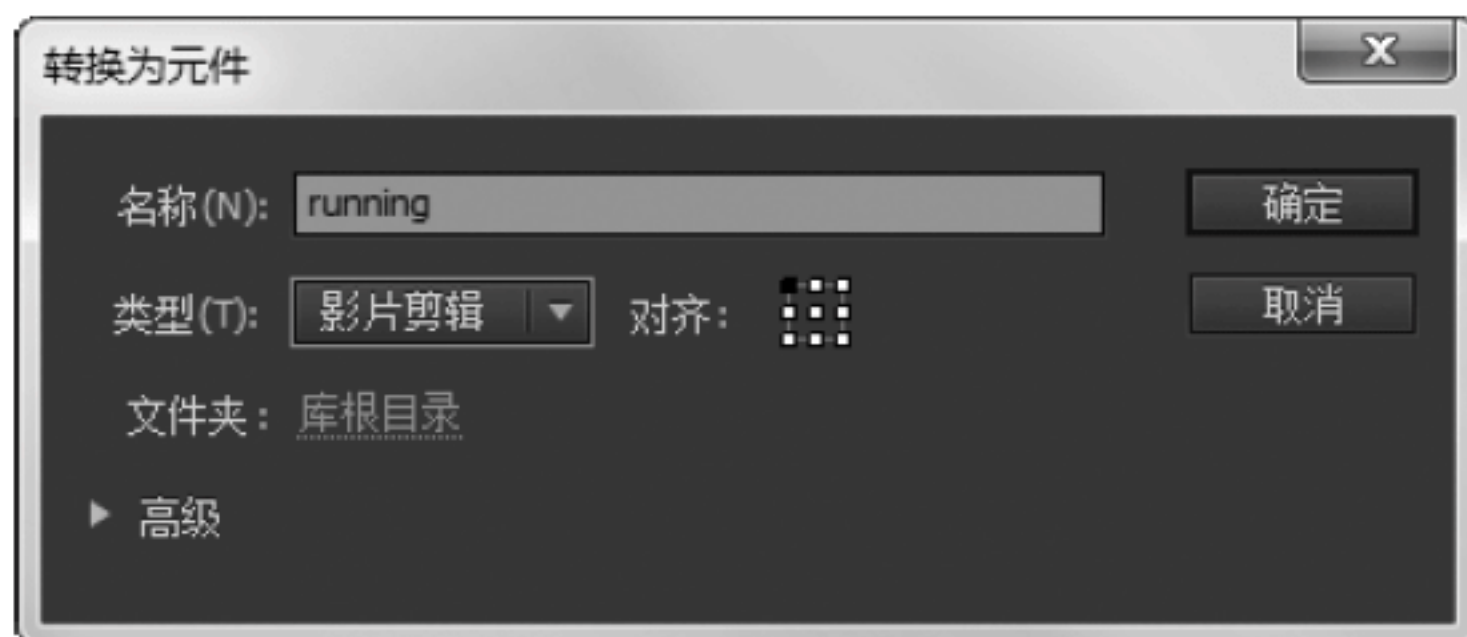 转换为元件
名称(N): running 确定
类型(T): 影片剪辑 对齐: 取消
文件夹: 库根目录
高级